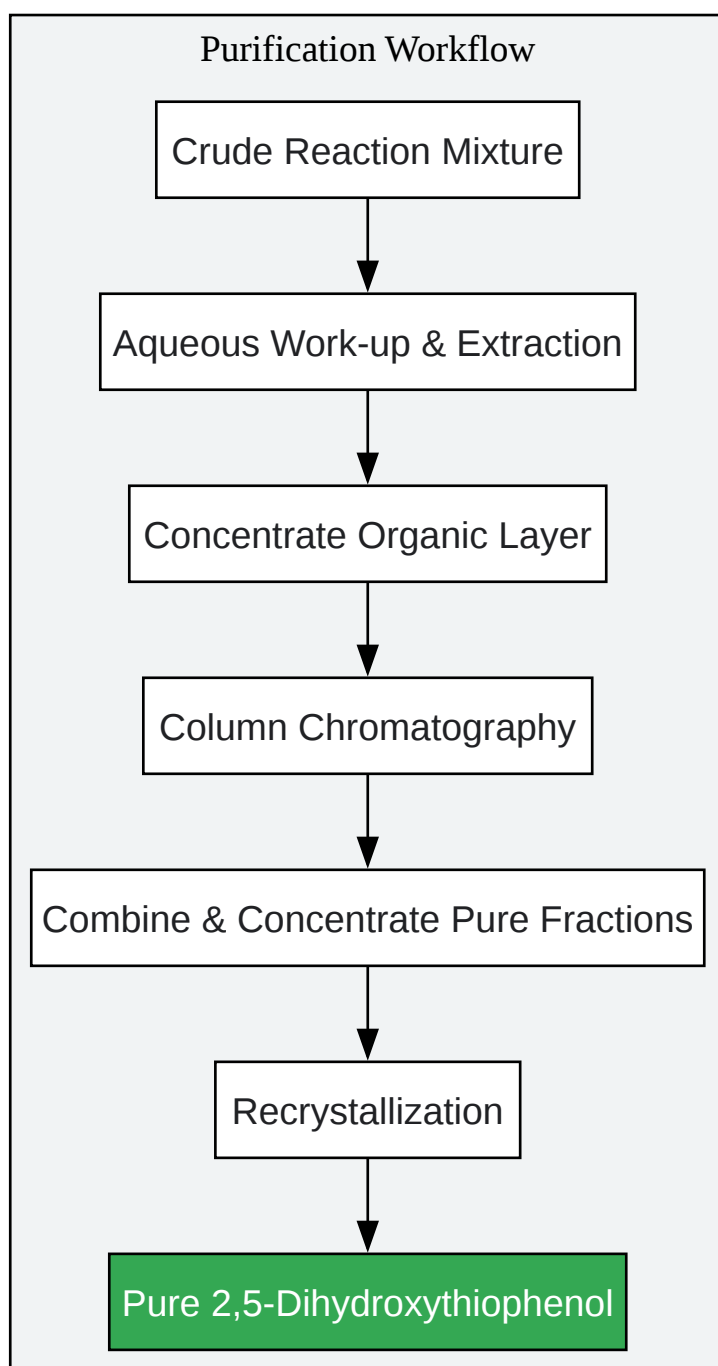 Purification Workflow
Crude Reaction Mixture
Aqueous Work-up & Extraction
Concentrate Organic Layer
Column Chromatography
Combine & Concentrate Pure Fractions
Recrystallization
Pure 2,5-Dihydroxythiophenol